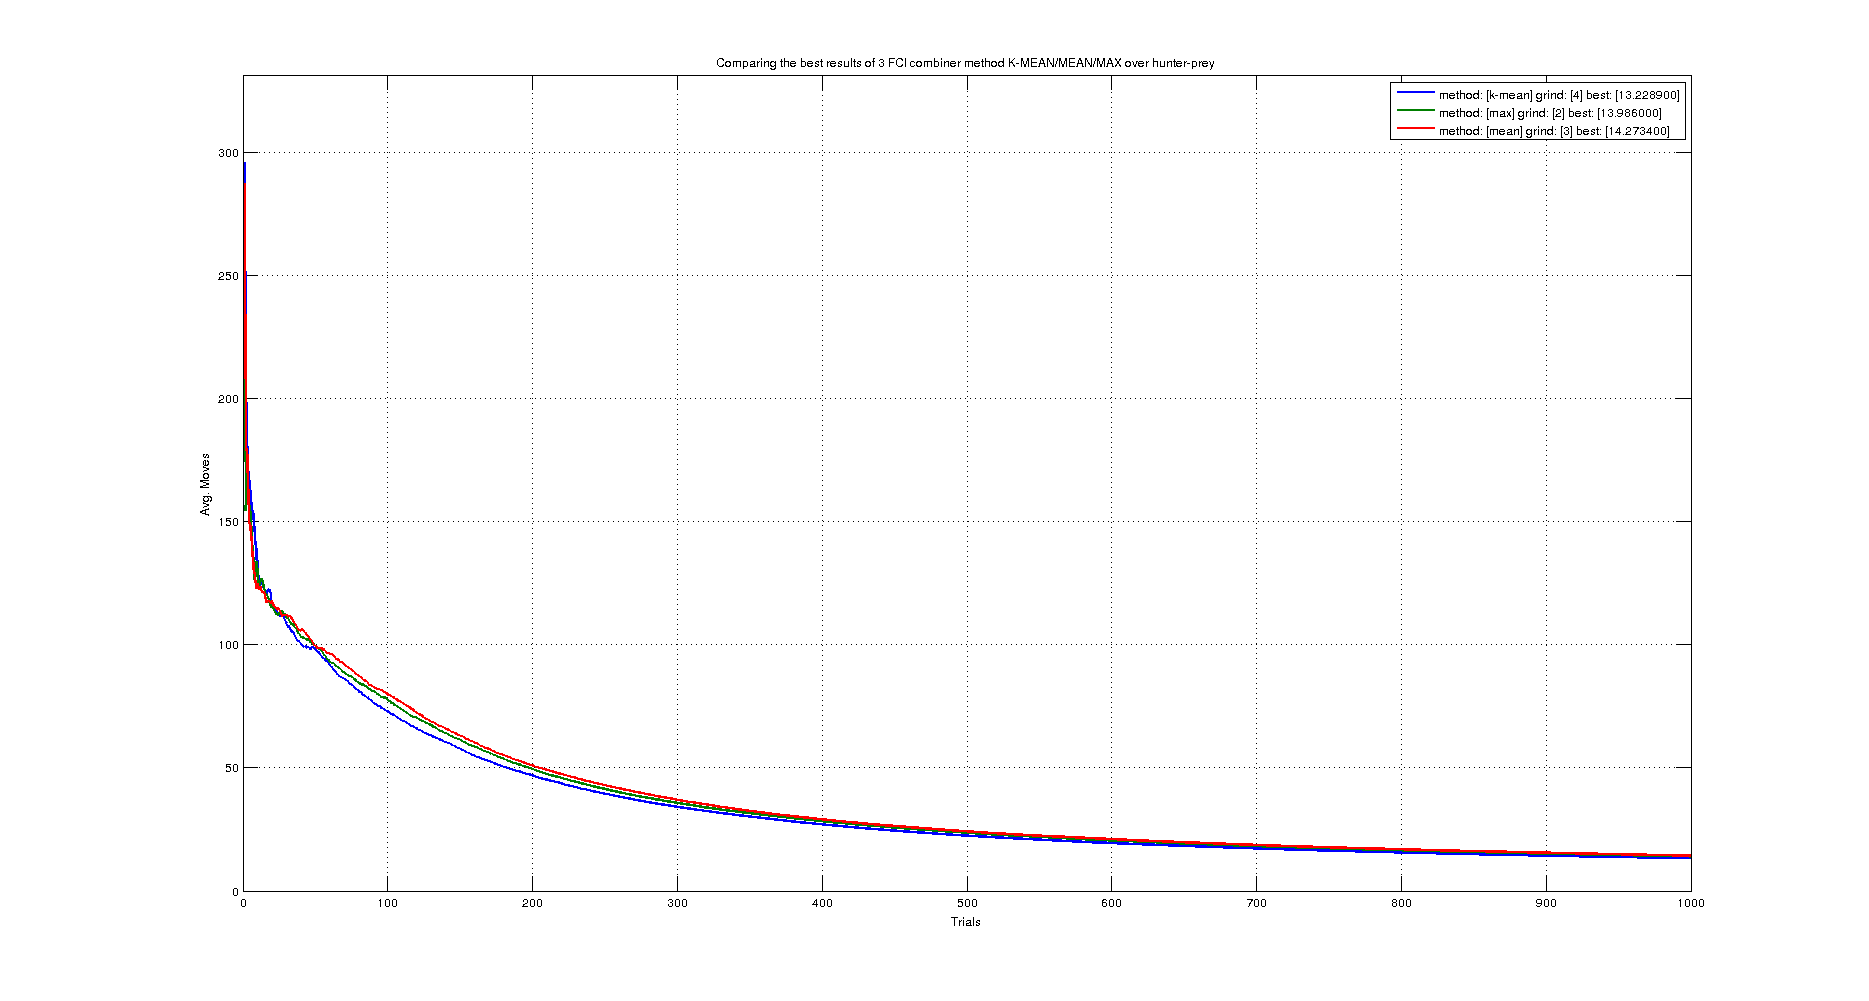 Comparing the best results of 3 FCI combiner method K-MEAN/MEAN/MAX over hunter-prey
method: [k-mean] grind: [4] best: [13.228900]
method: [max] grind: [2] best: [13.986000]
method: [mean] grind: [3] best: [14.273400]
300
250
200
150
100
50
0
Avg. Moves
0 100 200 300 400 500 600 700 800 900 1000
Trials